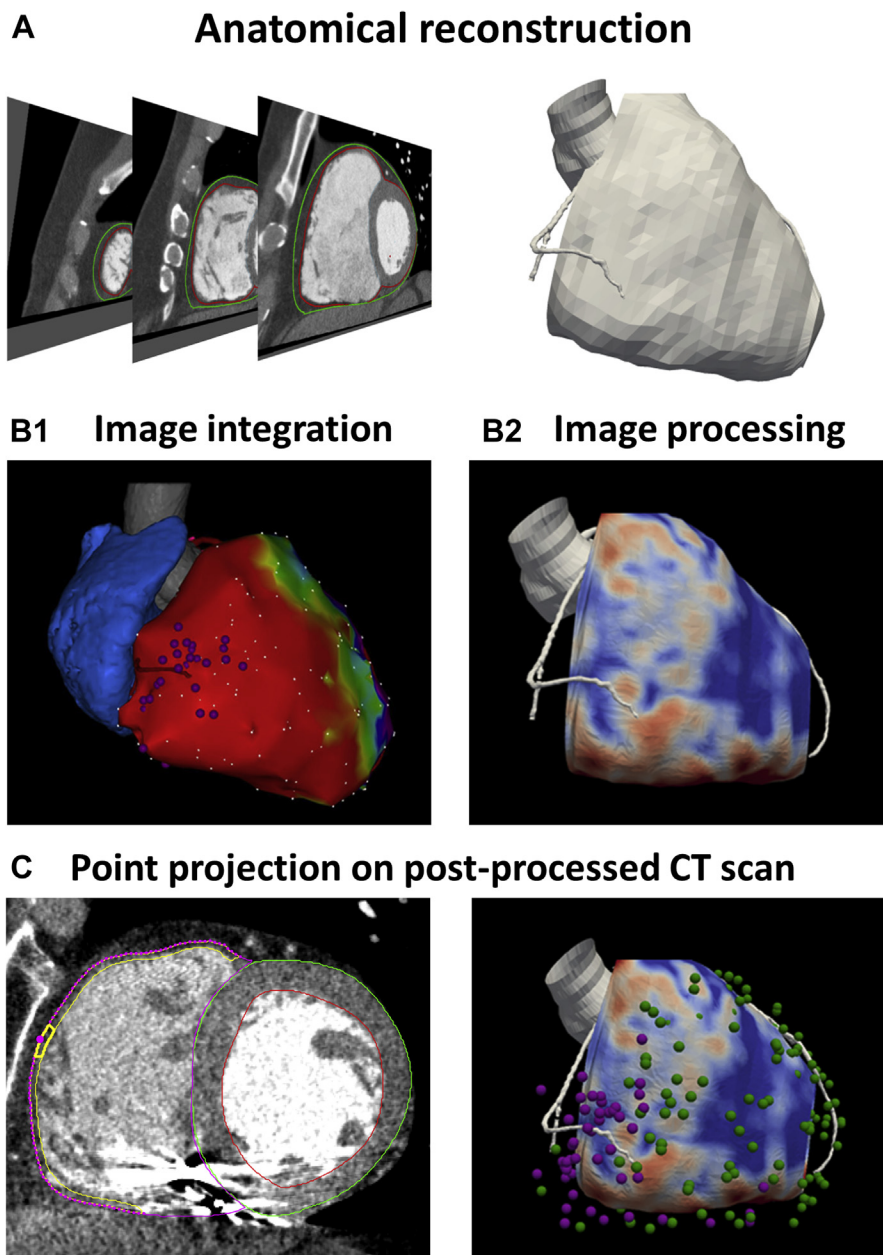 A Anatomical reconstruction
B1 Image integration
B2 Image processing
C Point projection on post-processed CT scan